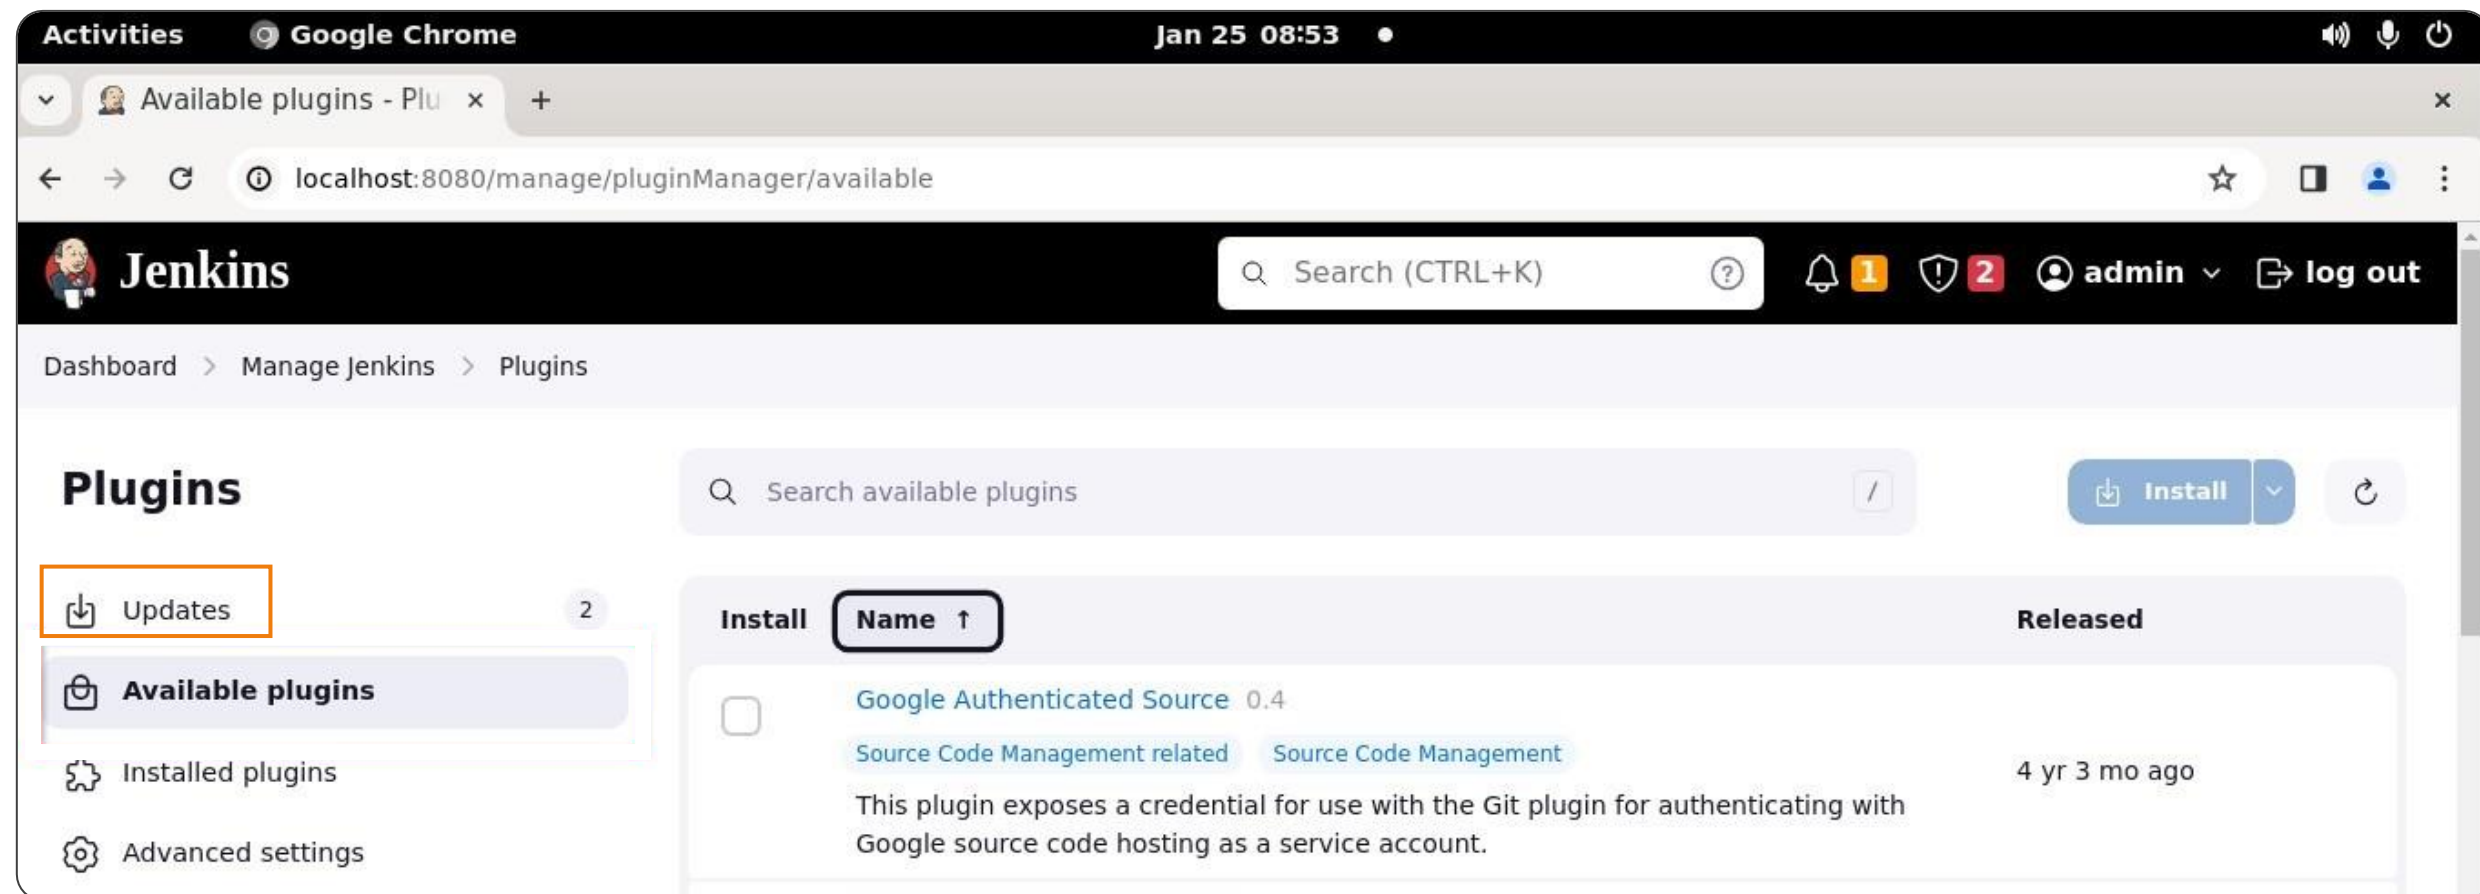 Activities Google Chrome Jan 25 08:53
Available plugins - Plu
localhost:8080/manage/pluginManager/available
Jenkins Search (CTRL+K) 1 2 admin log out
Dashboard > Manage Jenkins > Plugins
Plugins
Search available plugins /
Install
Updates 2
Available plugins
Installed plugins
Advanced settings
Install Name ↑ Released
Google Authenticated Source 0.4
Source Code Management related Source Code Management
This plugin exposes a credential for use with the Git plugin for authenticating with
Google source code hosting as a service account.
4 yr 3 mo ago